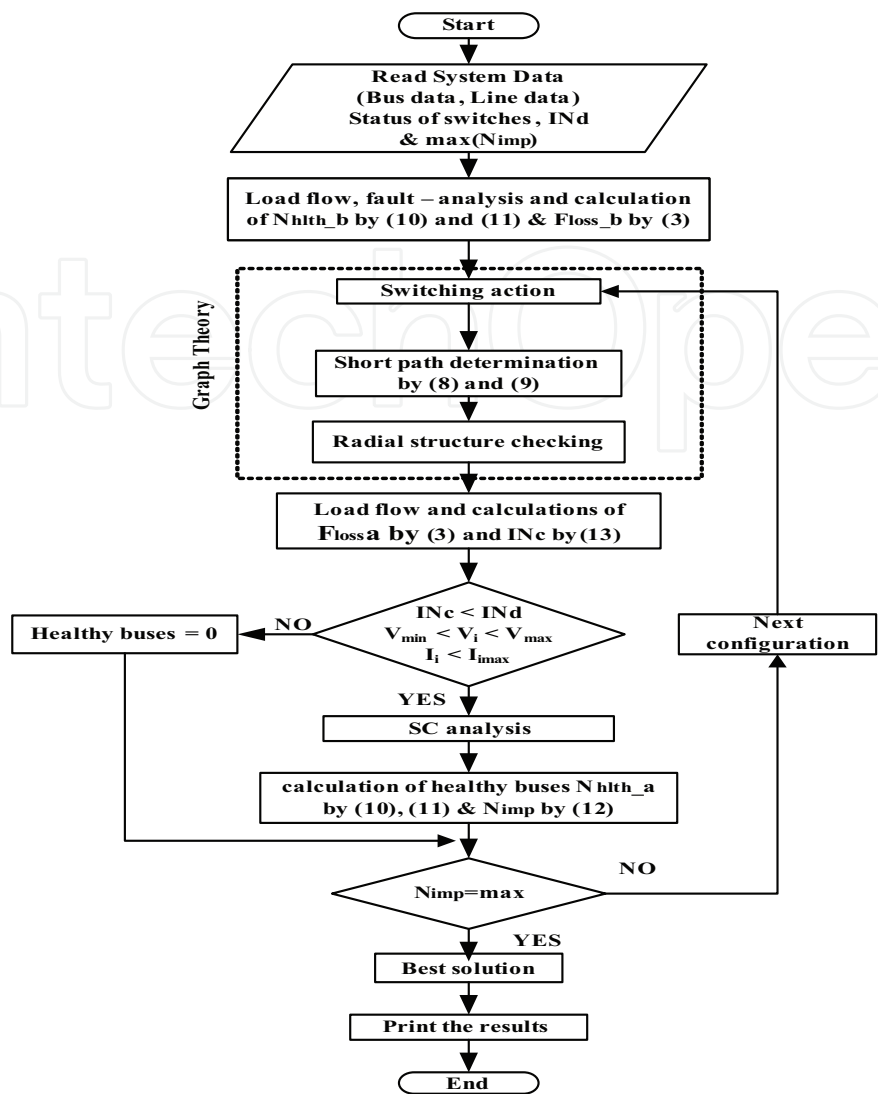 Start
Read System Data
(Bus data, Line data)
Status of switches, INd
& max(Nimp)
Load flow, fault – analysis and calculation
of Nhlth_b by (10) and (11) & Floss_b by (3)
Graph Theory
Switching action
Short path determination
by (8) and (9)
Radial structure checking
Load flow and calculations of
Flossa by (3) and INc by(13)
INc < INd
Vmin < Vi < Vmax
Ii < Iimax
NO
Healthy buses = 0
Next
configuration
YES
SC analysis
calculation of healthy buses Nhlth_a
by (10), (11) & Nimp by (12)
Nimp=max
NO
YES
Best solution
Print the results
End